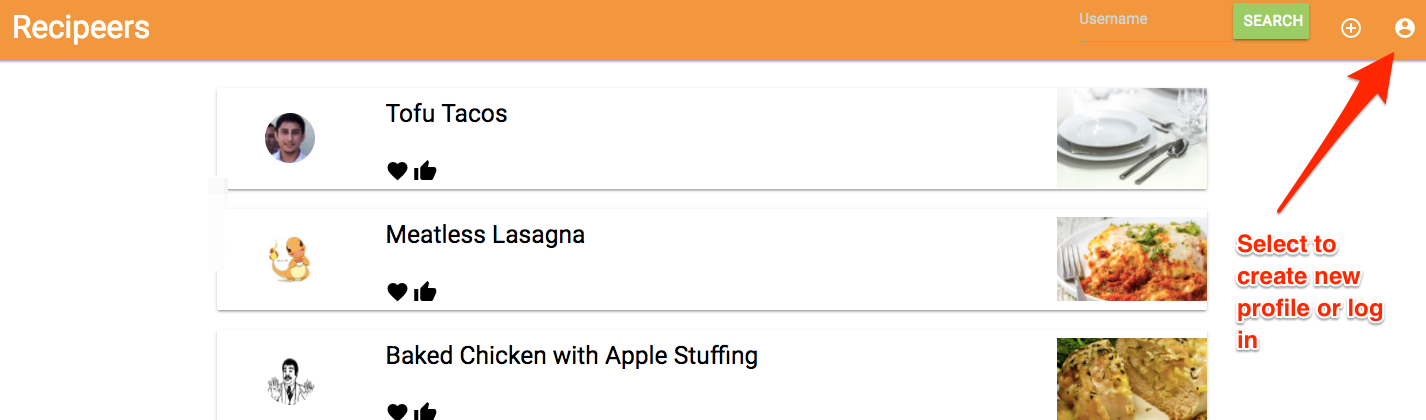 Recipeers
Username
SEARCH
Tofu Tacos
Meatless Lasagna
Baked Chicken with Apple Stuffing
Select to
create new
profile or log
in